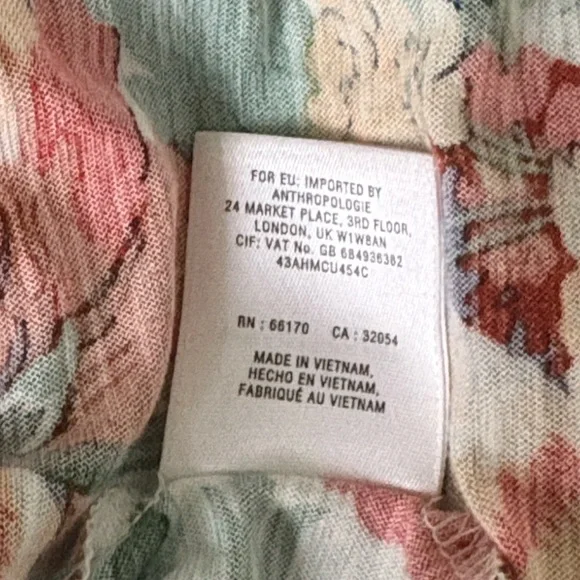 FOR EU: IMPORTED BY
ANTHROPOLOGIE
24 MARKET PLACE, 3RD FLOOR,
LONDON, UK W1W8AN
CIF: VAT No. GB 684936382
43AHMCU454C
RN : 66170 CA : 32054
MADE IN VIETNAM,
HECHO EN VIETNAM,
FABRIQUÉ AU VIETNAM